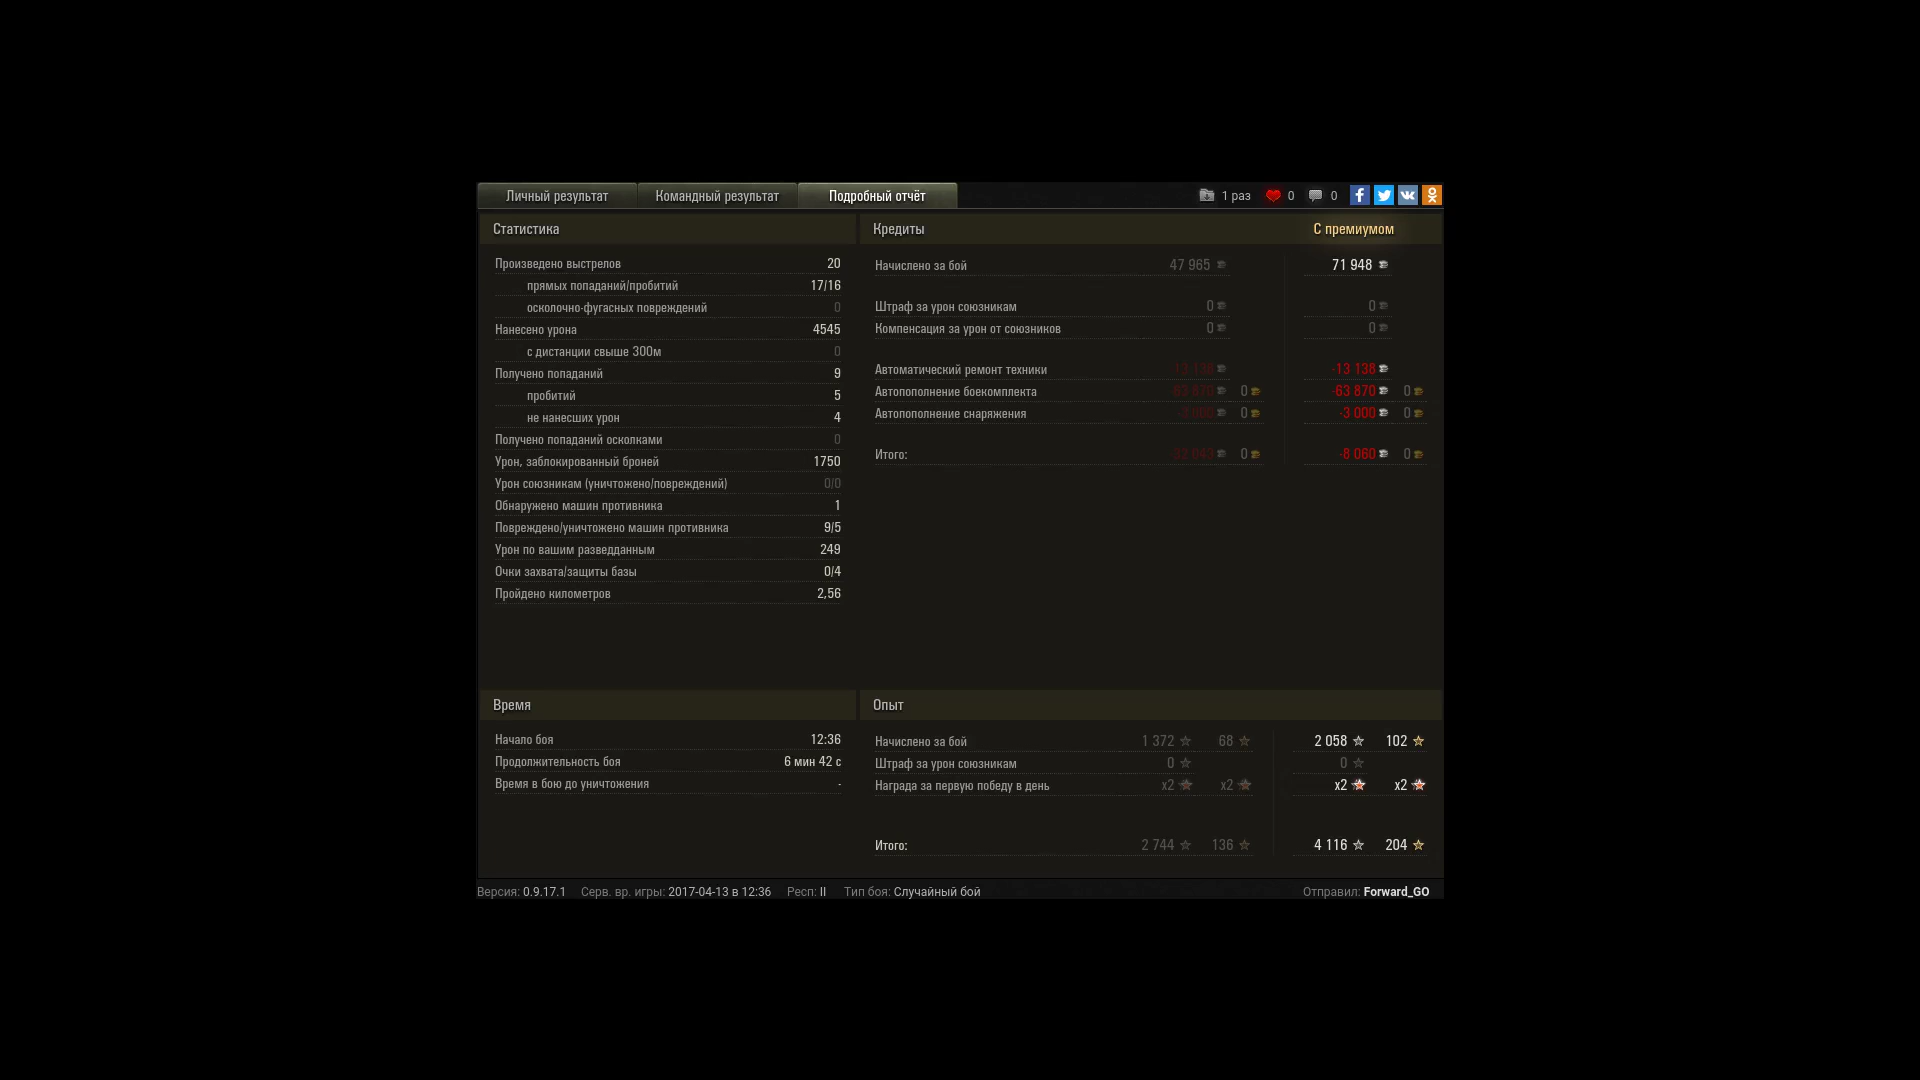 Личный результат Командный результат Подробный отчёт 1 раз 0 0
Статистика
Произведено выстрелов 20
прямых попаданий/пробитий 17/16
осколочно-фугасных повреждений 0
Нанесено урона 4545
с дистанции свыше 300м 0
Получено попаданий 9
пробитий 5
не нанесших урон 4
Получено попаданий осколками 0
Урон, заблокированный броней 1750
Урон союзникам (уничтожено/повреждений) 0/0
Обнаружено машин противника 1
Повреждено/уничтожено машин противника 9/5
Урон по вашим разведданным 249
Очки захвата/защиты базы 0/4
Пройдено километров 2,56
Кредиты С премиумом
Начислено за бой 47 965 71 948
Штраф за урон союзникам 0 0
Компенсация за урон от союзников 0 0
Автоматический ремонт техники -13 138 -13 138
Автопополнение боекомплекта -63 870 0 -63 870 0
Автопополнение снаряжения -3 000 0 -3 000 0
Итого: -32 043 0 -8 060 0
Время
Начало боя 12:36
Продолжительность боя 6 мин 42 с
Время в бою до уничтожения -
Опыт
Начислено за бой 1 372 68 2 058 102
Штраф за урон союзникам 0 0
Награда за первую победу в день x2 x2 x2 x2
Итого: 2 744 136 4 116 204
Версия: 0.9.17.1 Серв. вр. игры: 2017-04-13 в 12:36 Респ: II Тип боя: Случайный бой Отправил: Forward_GO